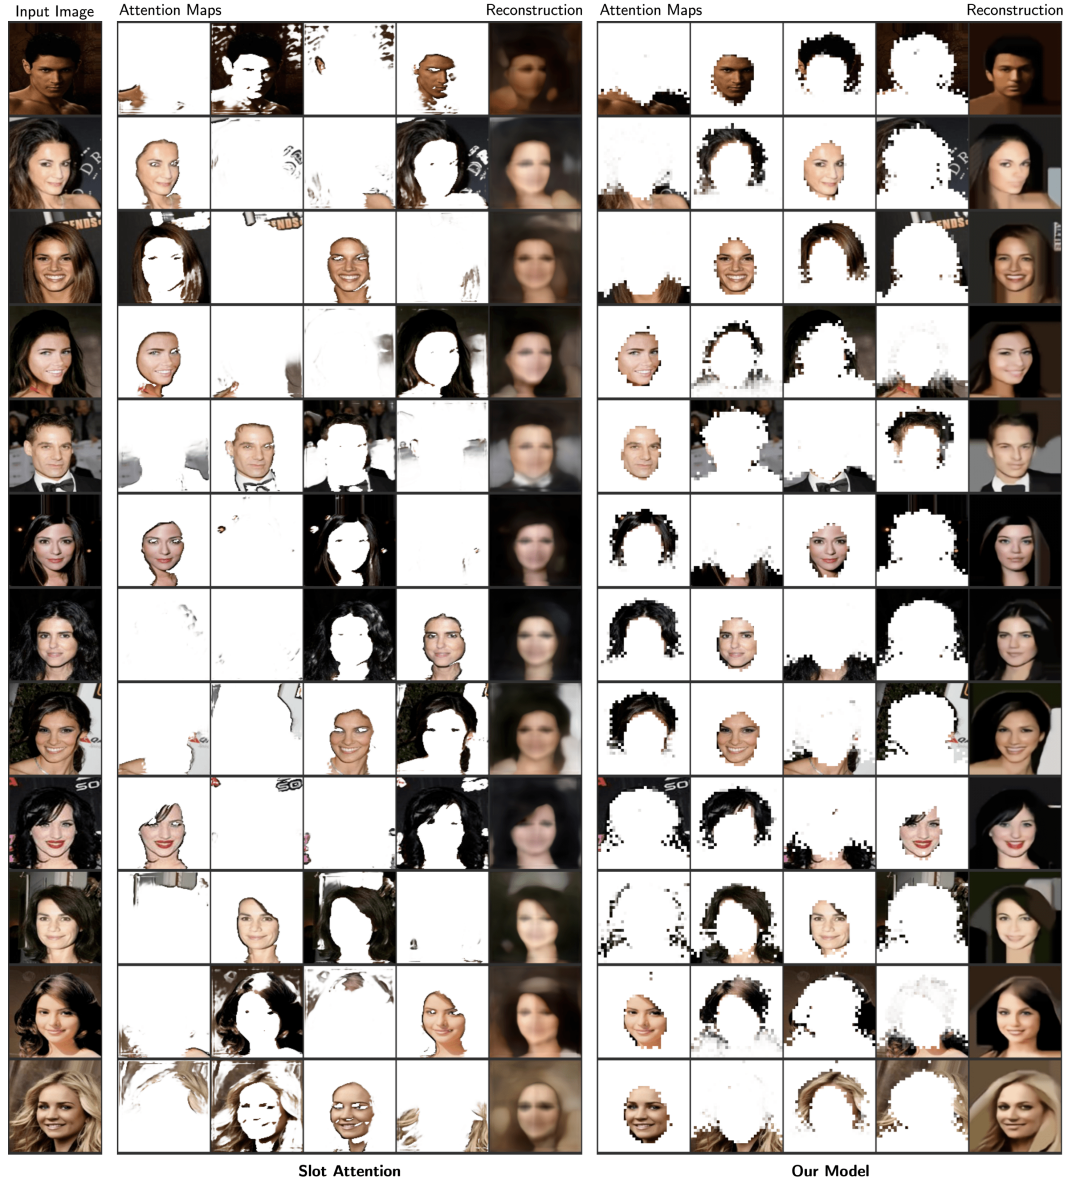 Input Image
Attention Maps
Reconstruction
Attention Maps
Reconstruction
Slot Attention
Our Model